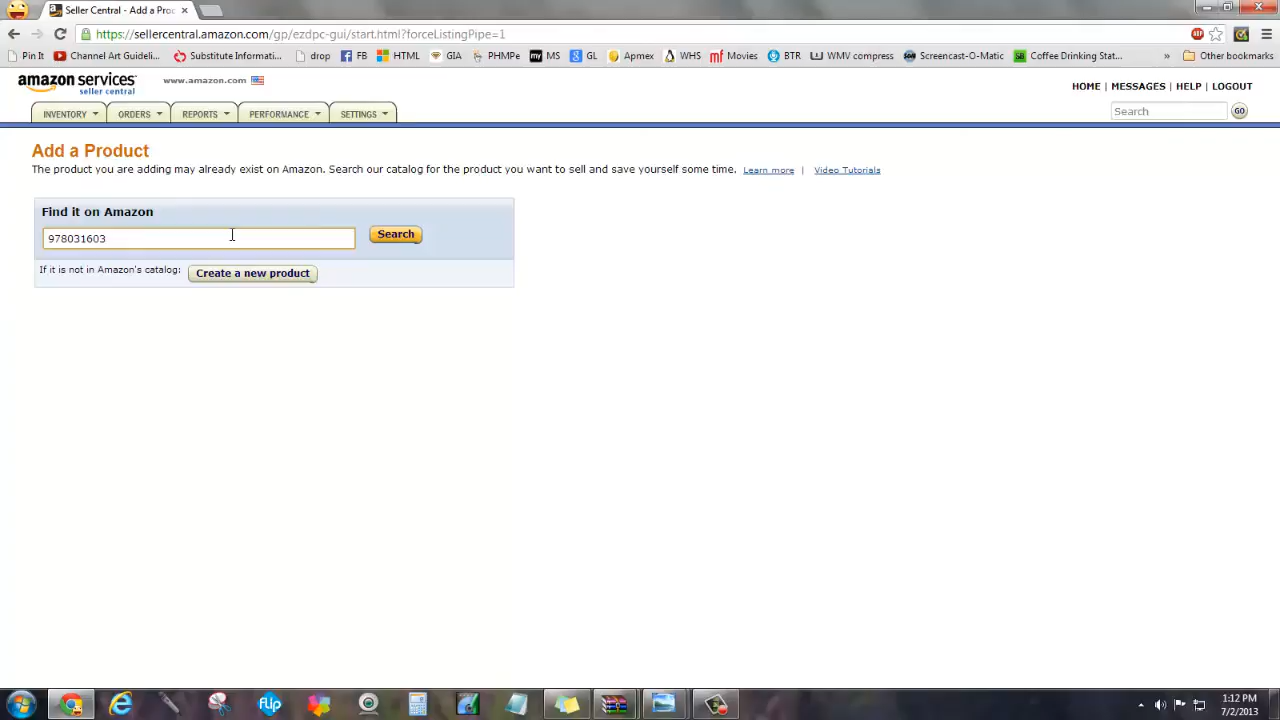 Seller Central - Add a Proc
https://sellercentral.amazon.com/gp/ezdpc-gui/start.html?forceListingPipe=1
Pin It Channel Art Guideli... Substitute Informati... drop FB HTML GIA PHMPe my MS g GL Apmex WHS mf Movies BTR WMV compress Screencast-O-Matic SB Coffee Drinking Stat... » Other bookmarks
amazon services www.amazon.com
seller central
HOME | MESSAGES | HELP | LOGOUT
INVENTORY ORDERS REPORTS PERFORMANCE SETTINGS Search GO
Add a Product
The product you are adding may already exist on Amazon. Search our catalog for the product you want to sell and save yourself some time. Learn more | Video Tutorials
Find it on Amazon
978031603 Search
If it is not in Amazon's catalog: Create a new product
flip
1:12 PM
7/2/2013